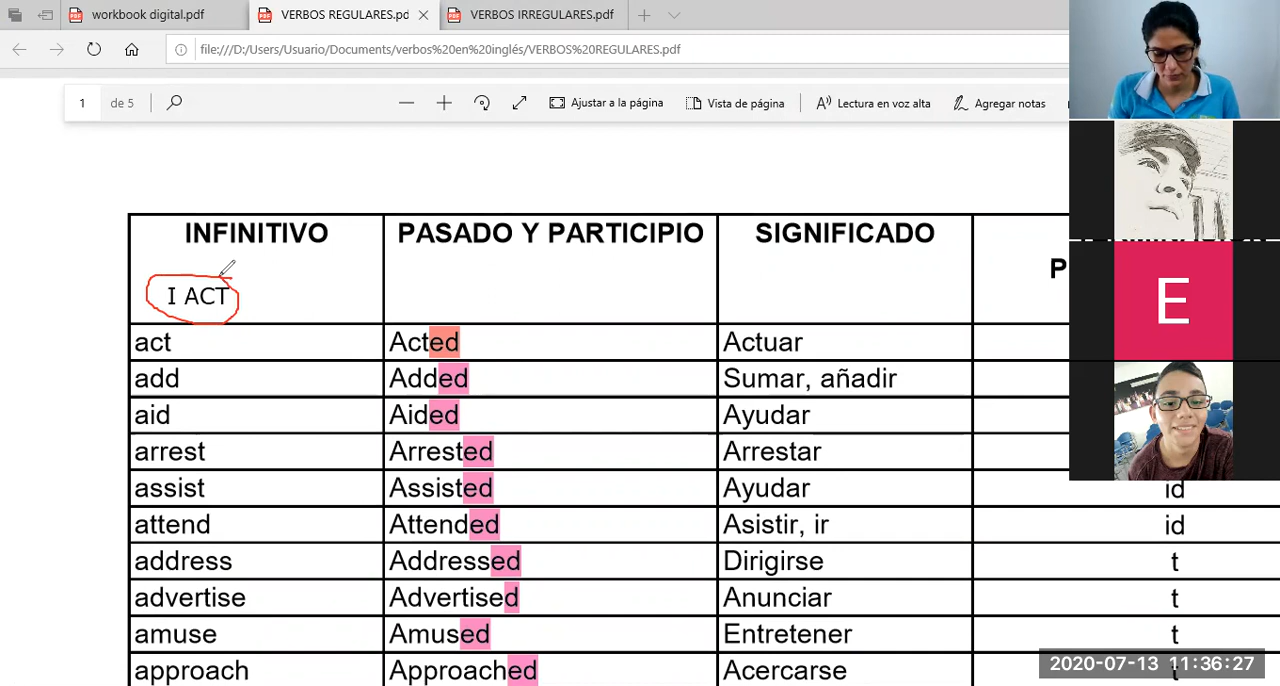 workbook digital.pdf
VERBOS REGULARES.pd
VERBOS IRREGULARES.pdf
file:///D:/Users/Usuario/Documents/verbos%20en%20inglés/VERBOS%20REGULARES.pdf
1 de 5
Ajustar a la página
Vista de página
Lectura en voz alta
Agregar notas
INFINITIVO PASADO Y PARTICIPIO SIGNIFICADO
P
I ACT
E
act Acted Actuar
add Added Sumar, añadir
aid Aided Ayudar
arrest Arrested Arrestar
assist Assisted Ayudar id
attend Attended Asistir, ir id
address Addressed Dirigirse t
advertise Advertised Anunciar t
amuse Amused Entretener t
approach Approached Acercarse
2020-07-13 11:36:27